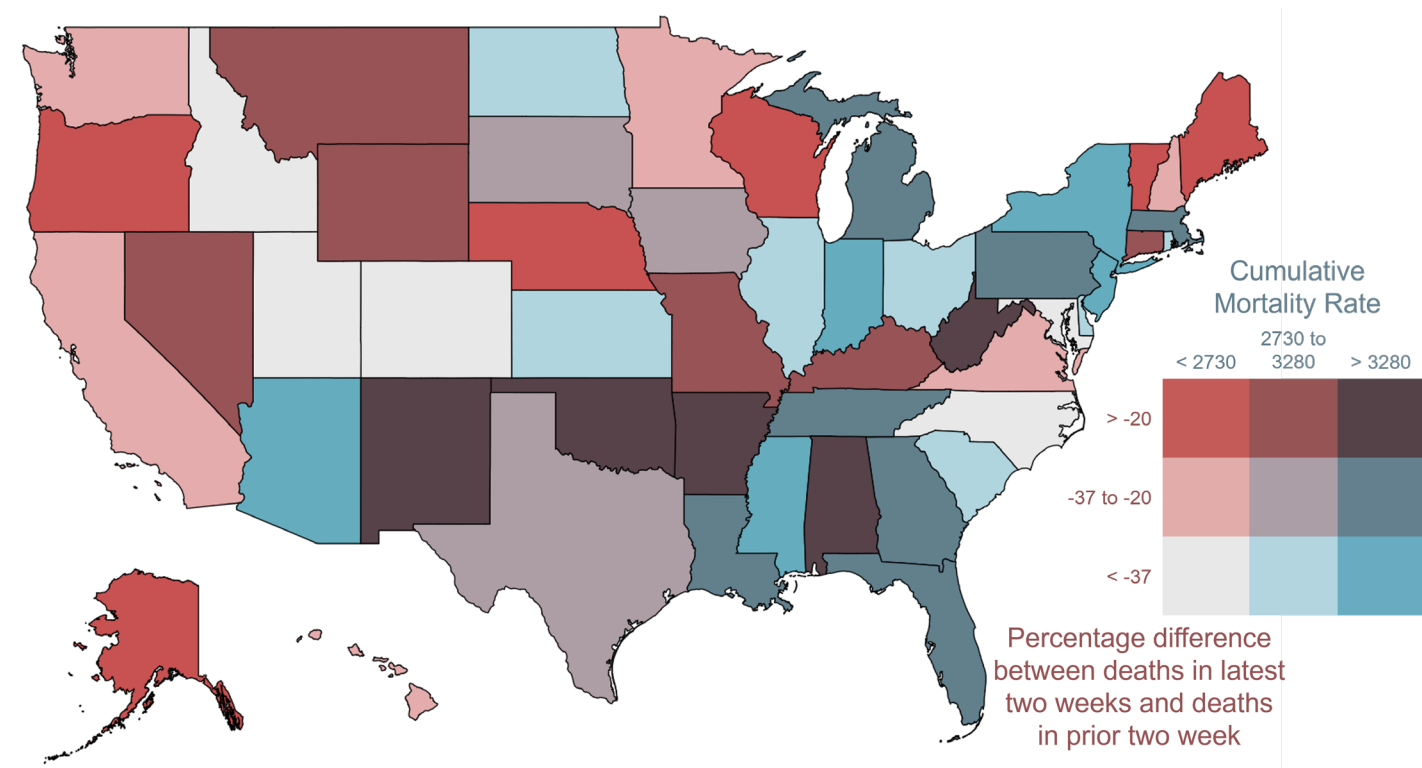 Cumulative
Mortality Rate
2730 to
< 2730 3280 > 3280
> -20
-37 to -20
< -37
Percentage difference
between deaths in latest
two weeks and deaths
in prior two week